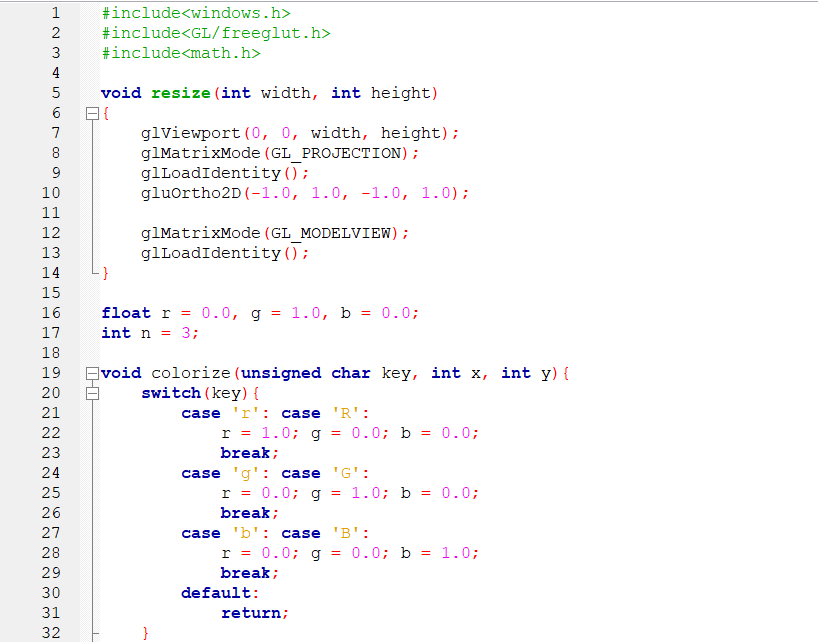 1 #include<windows.h>
2 #include<GL/freeglut.h>
3 #include<math.h>
4
5 void resize(int width, int height)
6 {
7     glViewport(0, 0, width, height);
8     glMatrixMode(GL_PROJECTION);
9     glLoadIdentity();
10     gluOrtho2D(-1.0, 1.0, -1.0, 1.0);
11
12     glMatrixMode(GL_MODELVIEW);
13     glLoadIdentity();
14 }
15
16 float r = 0.0, g = 1.0, b = 0.0;
17 int n = 3;
18
19 void colorize(unsigned char key, int x, int y){
20     switch(key){
21         case 'r': case 'R':
22             r = 1.0; g = 0.0; b = 0.0;
23             break;
24         case 'g': case 'G':
25             r = 0.0; g = 1.0; b = 0.0;
26             break;
27         case 'b': case 'B':
28             r = 0.0; g = 0.0; b = 1.0;
29             break;
30         default:
31             return;
32     }